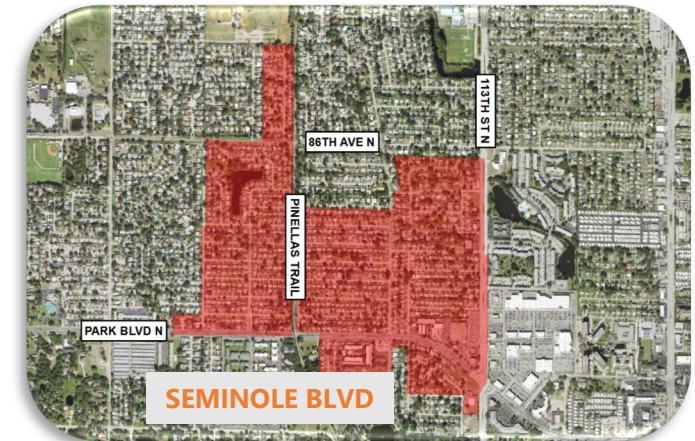 113TH ST N
86TH AVE N
PINELLAS TRAIL
PARK BLVD N
SEMINOLE BLVD